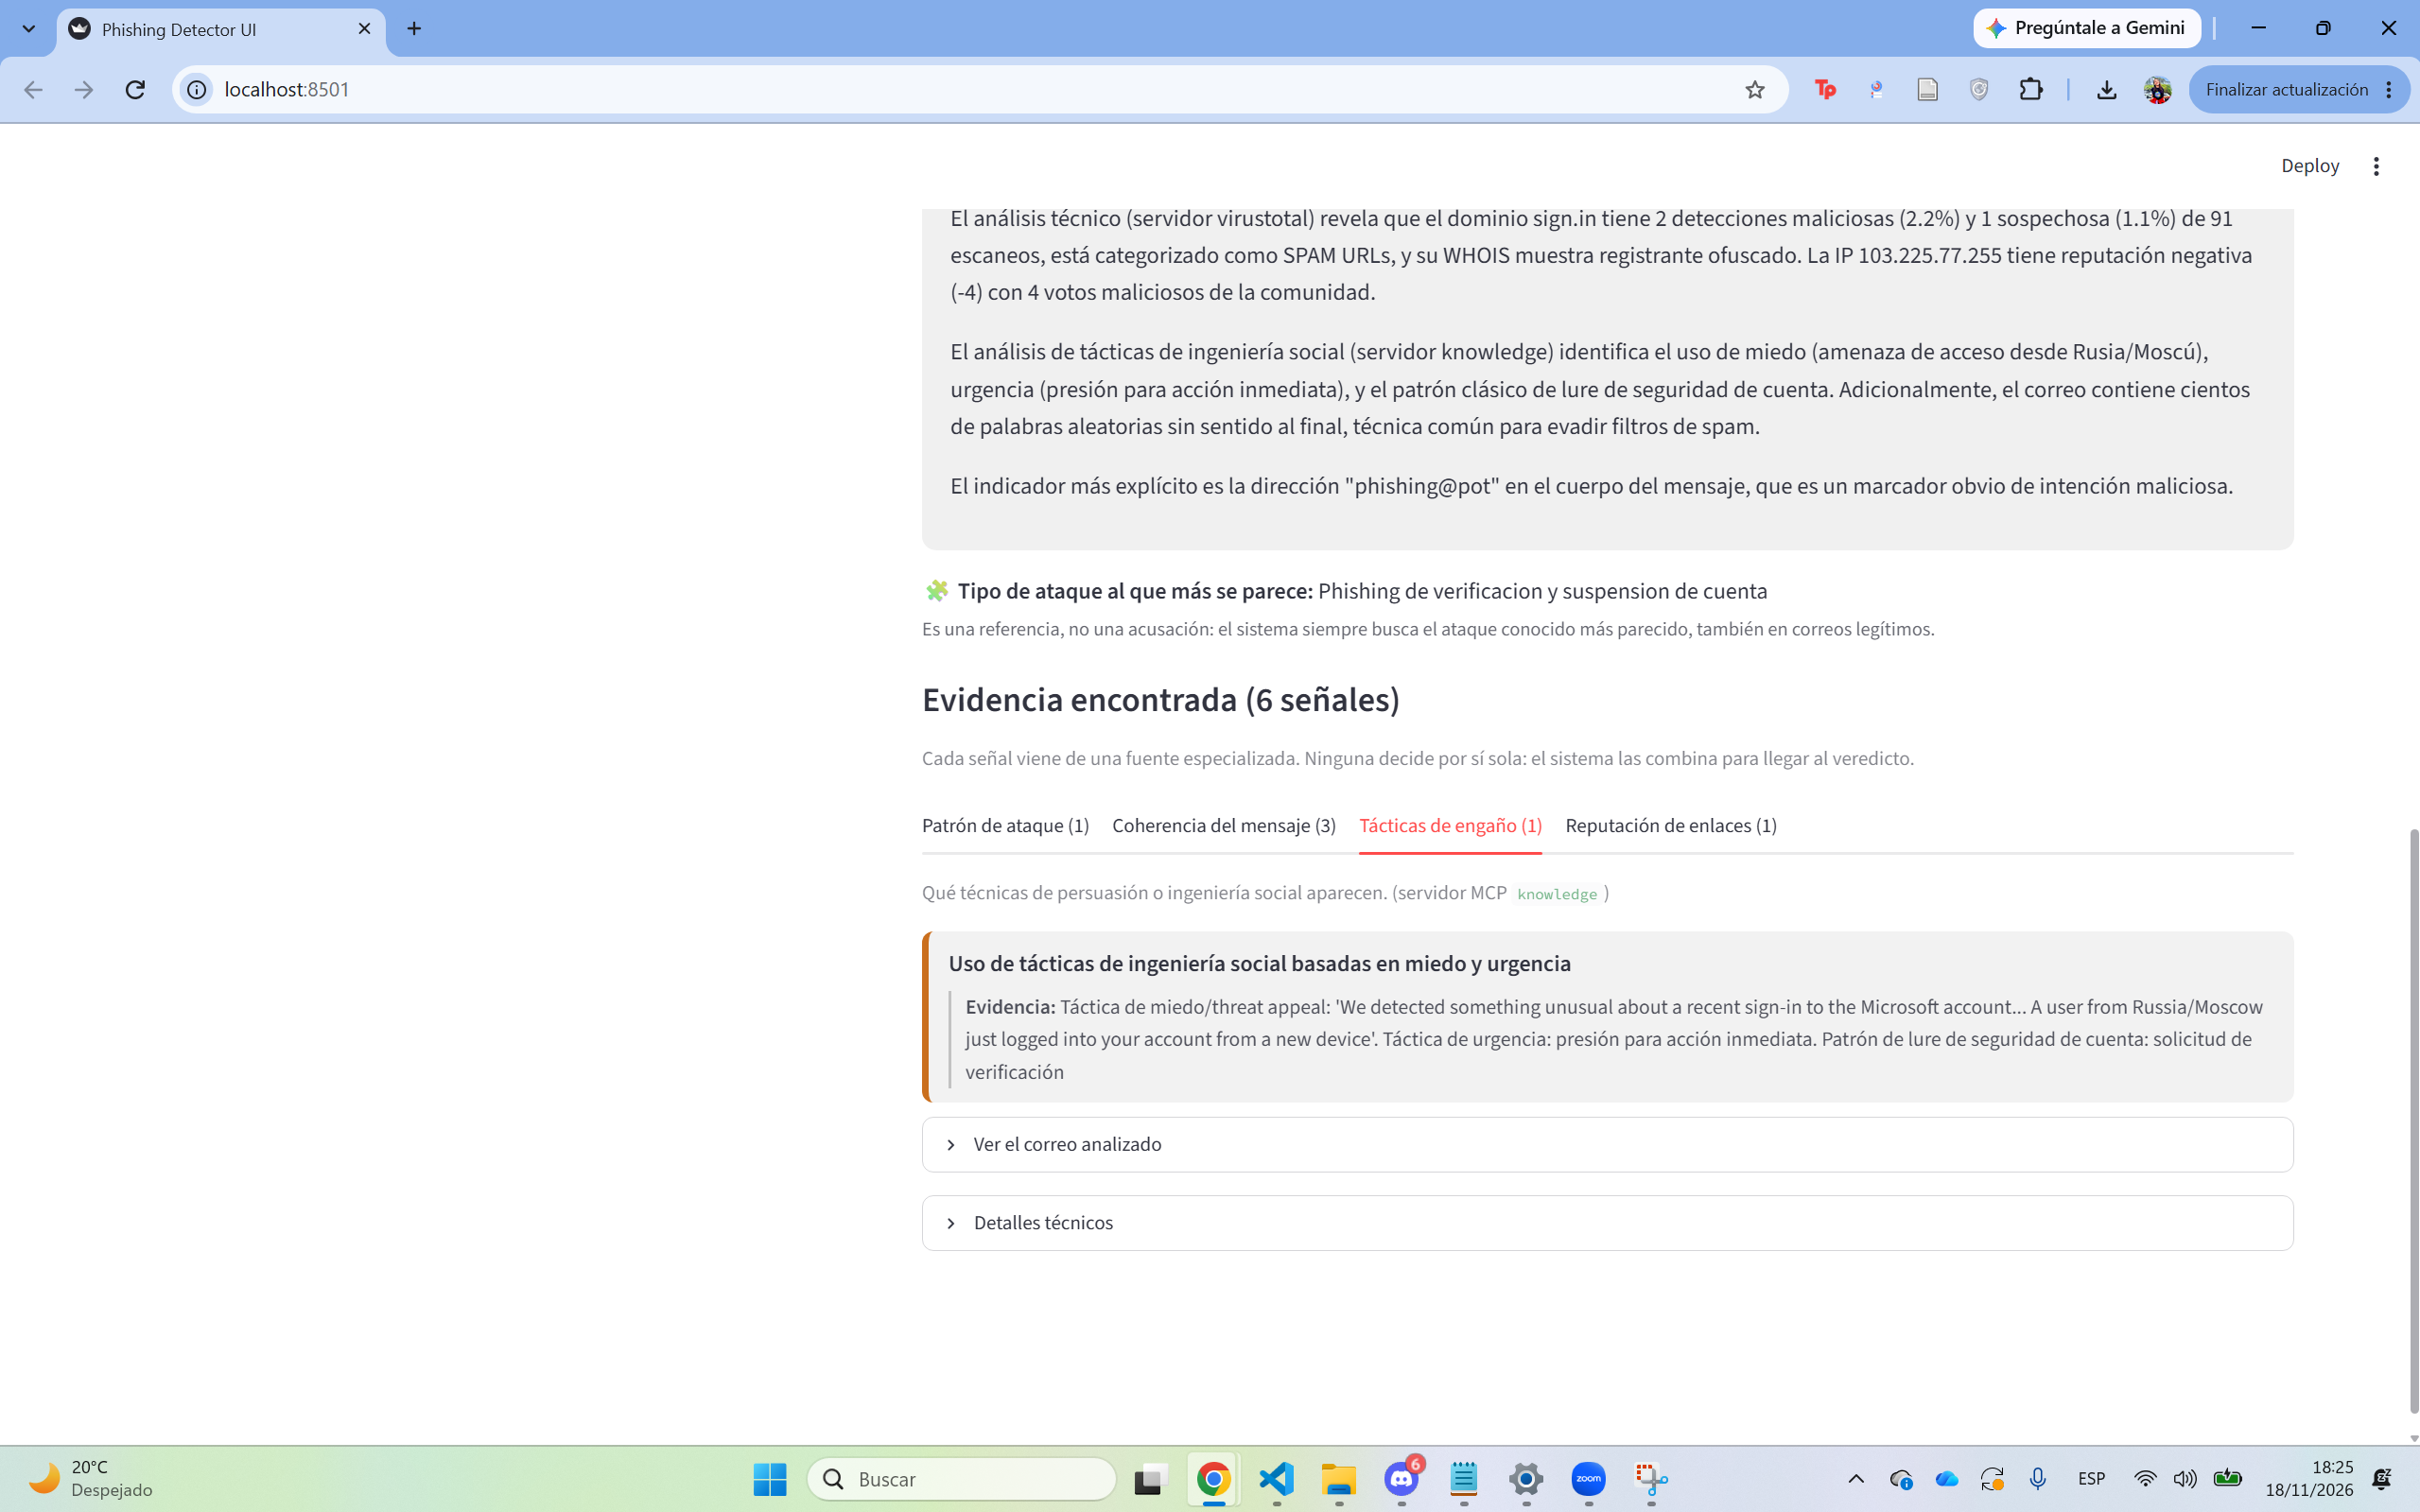 Phishing Detector UI
Pregúntale a Gemini
localhost:8501
Tp
Finalizar actualización
Deploy
El análisis técnico (servidor virustotal) revela que el dominio sign.in tiene 2 detecciones maliciosas (2.2%) y 1 sospechosa (1.1%) de 91
escaneos, está categorizado como SPAM URLs, y su WHOIS muestra registrante ofuscado. La IP 103.225.77.255 tiene reputación negativa
(-4) con 4 votos maliciosos de la comunidad.
El análisis de tácticas de ingeniería social (servidor knowledge) identifica el uso de miedo (amenaza de acceso desde Rusia/Moscú),
urgencia (presión para acción inmediata), y el patrón clásico de lure de seguridad de cuenta. Adicionalmente, el correo contiene cientos
de palabras aleatorias sin sentido al final, técnica común para evadir filtros de spam.
El indicador más explícito es la dirección "phishing@pot" en el cuerpo del mensaje, que es un marcador obvio de intención maliciosa.
Tipo de ataque al que más se parece: Phishing de verificacion y suspension de cuenta
Es una referencia, no una acusación: el sistema siempre busca el ataque conocido más parecido, también en correos legítimos.
Evidencia encontrada (6 señales)
Cada señal viene de una fuente especializada. Ninguna decide por sí sola: el sistema las combina para llegar al veredicto.
Patrón de ataque (1) Coherencia del mensaje (3) Tácticas de engaño (1) Reputación de enlaces (1)
Qué técnicas de persuasión o ingeniería social aparecen. (servidor MCP knowledge )
Uso de tácticas de ingeniería social basadas en miedo y urgencia
Evidencia: Táctica de miedo/threat appeal: 'We detected something unusual about a recent sign-in to the Microsoft account... A user from Russia/Moscow
just logged into your account from a new device'. Táctica de urgencia: presión para acción inmediata. Patrón de lure de seguridad de cuenta: solicitud de
verificación
Ver el correo analizado
Detalles técnicos
20°C
Despejado
Buscar
6
zoom
ESP
18:25
18/11/2026